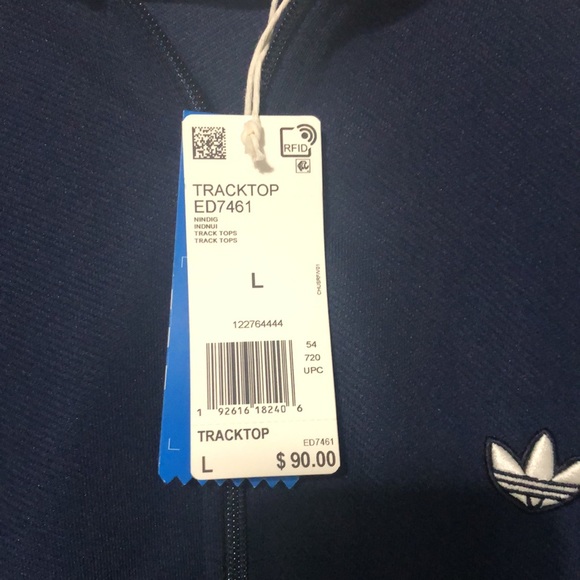 RFID
TRACKTOP
ED7461
NINDIG
INDNUI
TRACK TOPS
TRACK TOPS
L
122764444
54
720
UPC
1 92616 18240 6
TRACKTOP ED7461
L $ 90.00